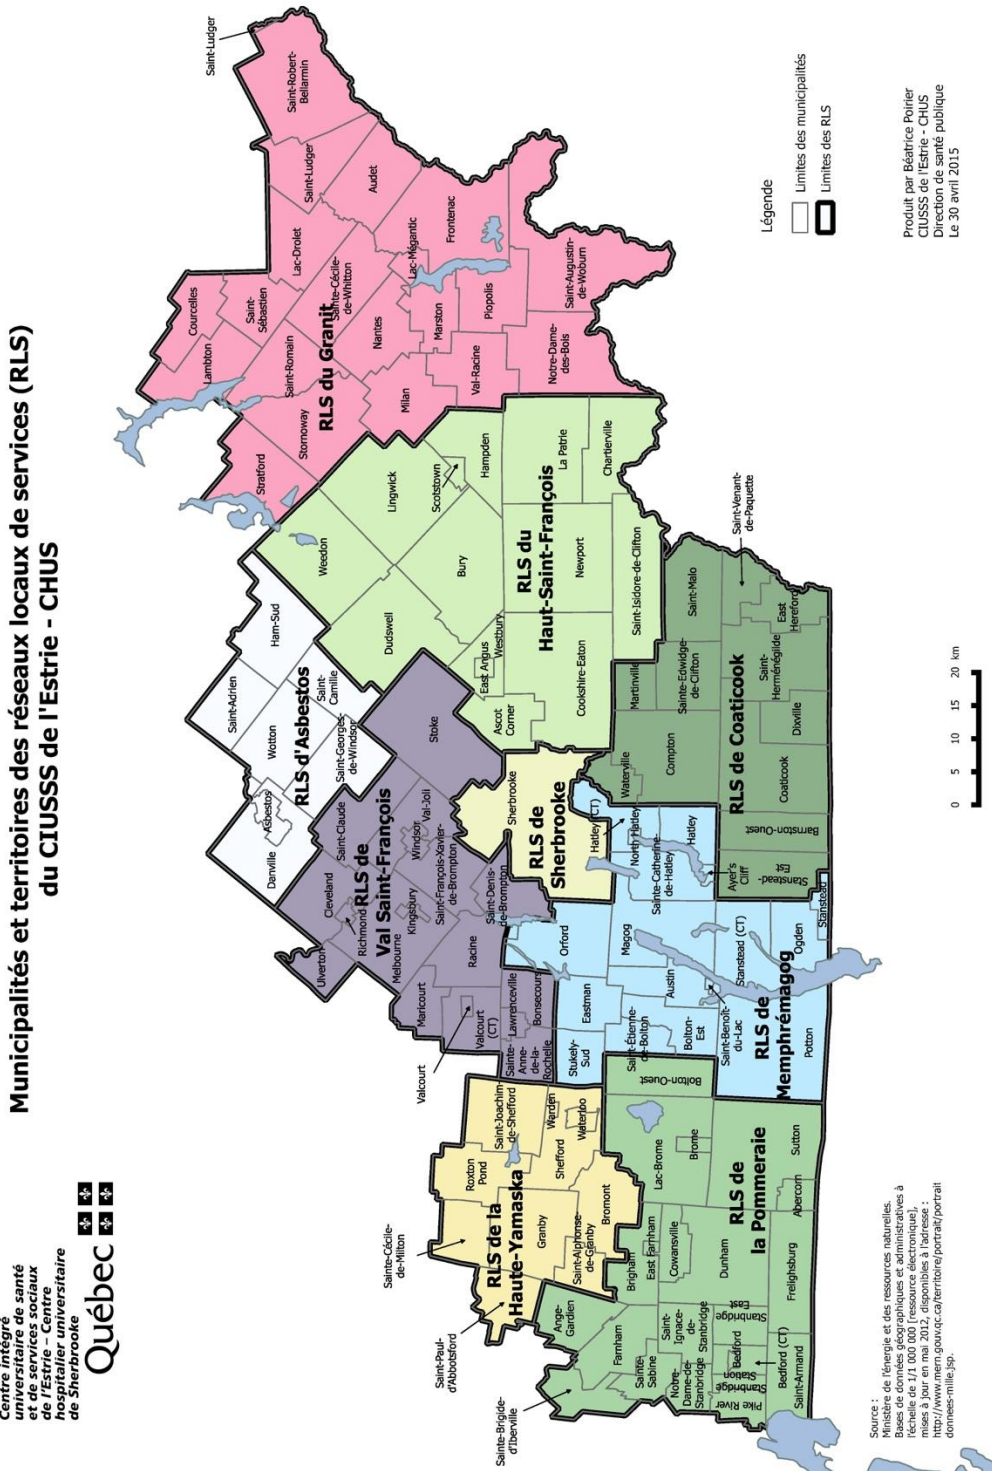 Centre intégré
universitaire de santé
et de services sociaux
de l'Estrie – Centre
hospitalier universitaire
de Sherbrooke
Québec
Municipalités et territoires des réseaux locaux de services (RLS)
du CIUSSS de l'Estrie - CHUS
Saint-Ludger
Saint-Robert-
Bellarmin
Saint-Ludger
Audet
Lac-Drolet
Courcelles
Saint-
Sébastien
Lambton
Sainte-Cécile-
de-Whitton
Lac-Mégantic
Frontenac
Saint-Romain
RLS du Granit
Nantes
Marston
Piopolis
Saint-Augustin-
de-Woburn
Stornoway
Stratford
Milan
Val-Racine
Notre-Dame-
des-Bois
Lingwick
Scotstown
Hampden
La Patrie
Chartierville
Weedon
Bury
RLS du
Haut-Saint-François
Newport
Saint-Isidore-de-Clifton
Dudswell
Westbury
East Angus
Cookshire-Eaton
Ascot
Corner
Ham-Sud
Saint-Adrien
Wotton
Saint-
Camille
RLS d'Asbestos
Saint-Georges-
de-Windsor
Asbestos
Danville
Stoke
Saint-Claude
Val-Joli
Windsor
Cleveland
RLS de
Val Saint-François
Saint-François-Xavier-
de-Brompton
Kingsbury
Richmond
Saint-Denis-
de-Brompton
Ulverton
Melbourne
Racine
Maricourt
Valcourt
(CT)
Valcourt
Lawrenceville
Bonsecours
Sainte-
Anne-
de-la-
Rochelle
Sherbrooke
RLS de
Sherbrooke
Saint-Venant-
de-Paquette
Saint-Malo
East
Hereford
Martinville
Sainte-Edwidge-
de-Clifton
Saint-
Herménégilde
Waterville
Compton
Dixville
RLS de Coaticook
Coaticook
Barnston-Ouest
Stanstead-
Est
Hatley (CT)
North Hatley
Hatley
Sainte-Catherine-
de-Hatley
Ayer's
Cliff
Stanstead
Orford
Magog
Stanstead (CT)
Ogden
Eastman
Austin
Saint-Benoît-
du-Lac
Stukely-
Sud
Saint-Étienne-
de-Bolton
Bolton-
Est
RLS de
Memphrémagog
Potton
Saint-Joachim-
de-Shefford
Warden
Waterloo
Roxton
Pond
Shefford
Sainte-Cécile-
de-Milton
Granby
Bromont
RLS de la
Haute-Yamaska
Saint-Alphonse-
de-Granby
Saint-Paul-
d'Abbotsford
Bolton-Ouest
Lac-Brome
Brome
Sutton
RLS de
la Pommeraie
Abercorn
Brigham
East Farnham
Cowansville
Dunham
Frelighsburg
Ange-
Gardien
Farnham
Saint-
Ignace-
de-
Stanbridge
Stanbridge
East
Sainte-
Sabine
Notre-
Dame-de-
Stanbridge
Bedford
Bedford (CT)
Stanbridge
Station
Pike River
Saint-Armand
Sainte-Brigide-
d'Iberville
Légende
Limites des municipalités
Limites des RLS
Produit par Béatrice Poirier
CIUSSS de l'Estrie - CHUS
Direction de santé publique
Le 30 avril 2015
0 5 10 15 20 km
Source :
Ministère de l'énergie et des ressources naturelles.
Bases de données géographiques et administratives à
l'échelle de 1/1 000 000 [ressource électronique],
mises à jour en mai 2012, disponibles à l'adresse :
http://www.mern.gouv.qc.ca/territoire/portrait/portrait
donnees-mille.jsp.